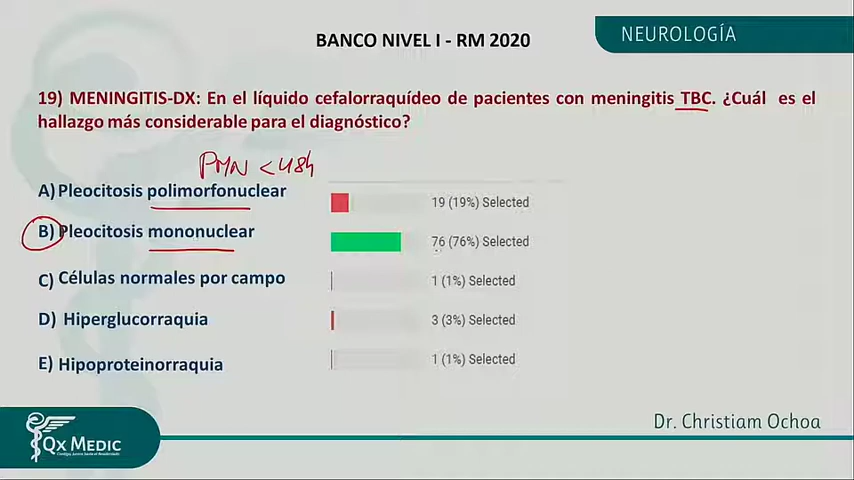 BANCO NIVEL I - RM 2020
NEUROLOGÍA
19) MENINGITIS-DX: En el líquido cefalorraquídeo de pacientes con meningitis TBC. ¿Cuál es el
hallazgo más considerable para el diagnóstico?
PMN <48h
A) Pleocitosis polimorfonuclear
19 (19%) Selected
B) Pleocitosis mononuclear
76 (76%) Selected
C) Células normales por campo
1 (1%) Selected
D) Hiperglucorraquia
3 (3%) Selected
E) Hipoproteinorraquia
1 (1%) Selected
Dr. Christiam Ochoa
QX MEDIC